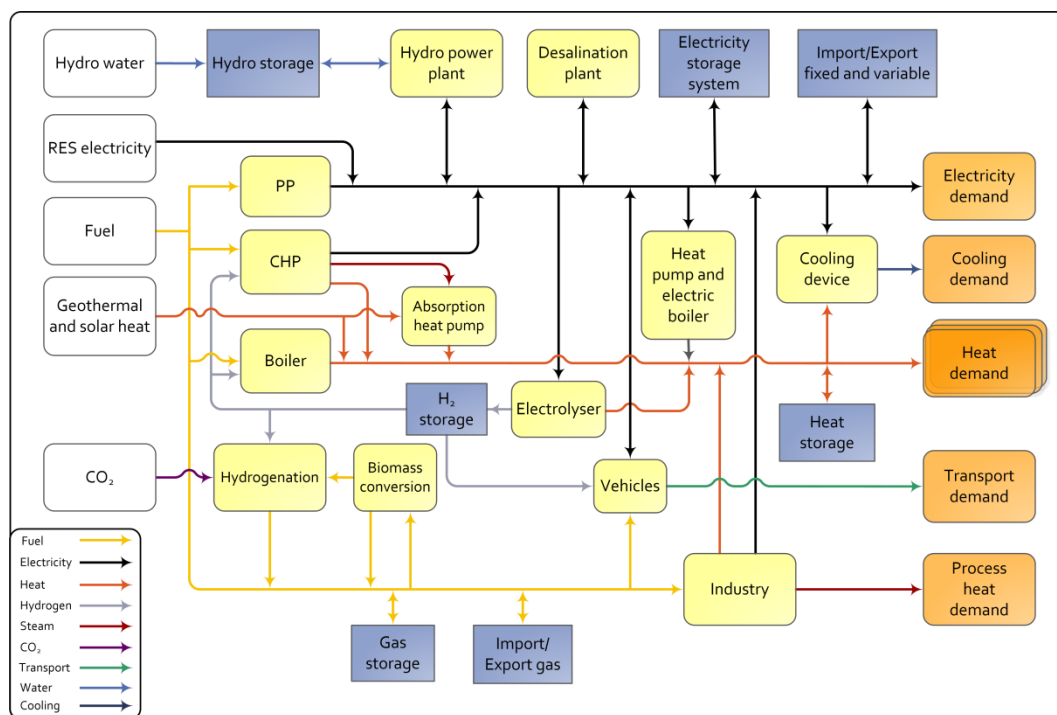 Hydro water
Hydro storage
Hydro power
plant
Desalination
plant
Electricity
storage
system
Import/Export
fixed and variable
RES electricity
PP
Electricity
demand
Fuel
CHP
Heat
pump and
electric
boiler
Cooling
device
Cooling
demand
Geothermal
and solar heat
Absorption
heat pump
Boiler
Heat
demand
H₂
storage
Electrolyser
Heat
storage
CO₂
Hydrogenation
Biomass
conversion
Vehicles
Transport
demand
Fuel
Electricity
Heat
Hydrogen
Steam
CO₂
Transport
Water
Cooling
Industry
Process
heat
demand
Gas
storage
Import/
Export gas